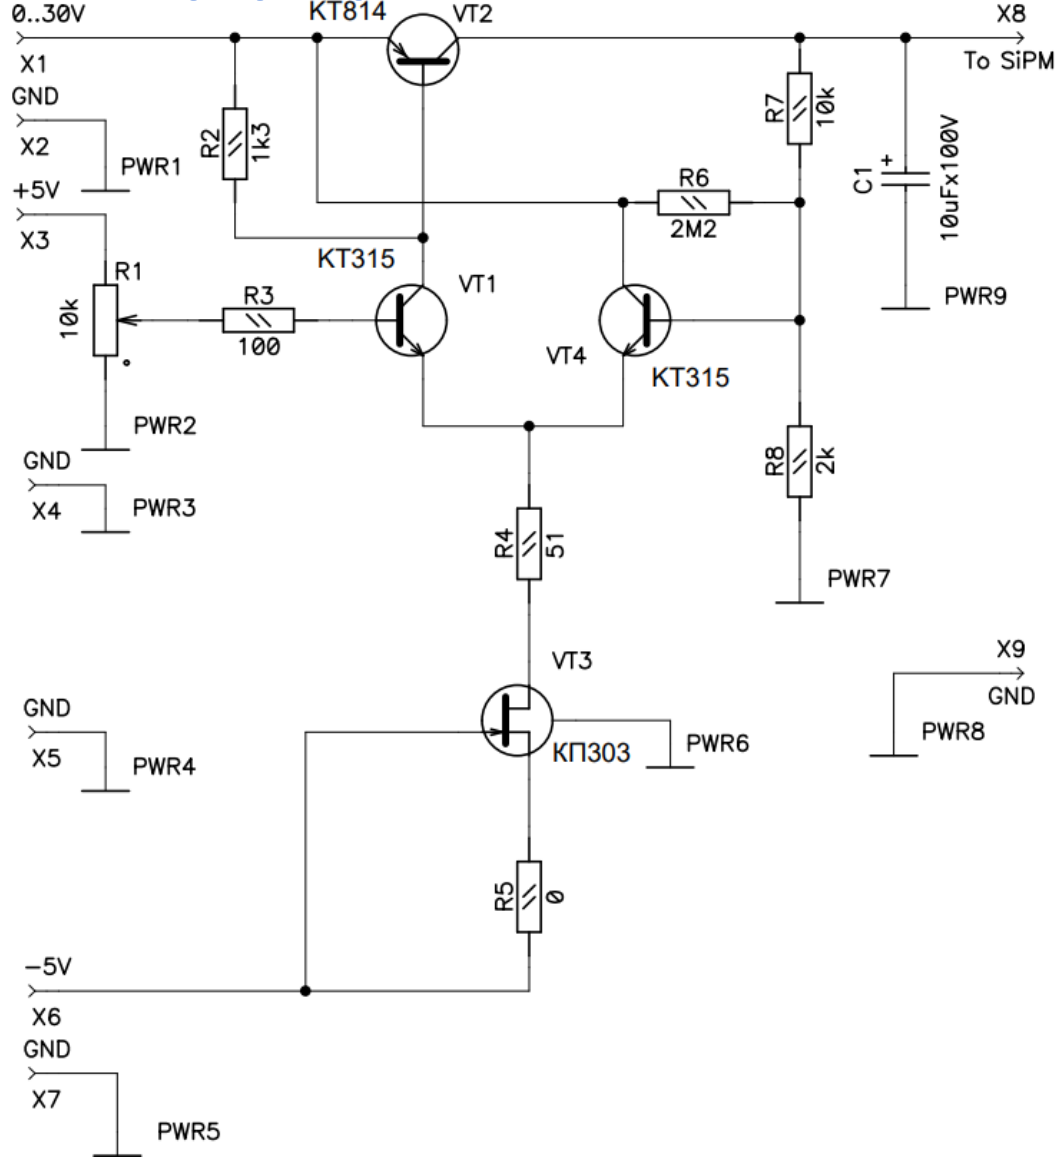 0..30V
KT814
VT2
X8
X1
To SiPM
GND
X2
PWR1
R2
1k3
R7
10k
C1
+
10uFx100V
+5V
X3
R6
2M2
KT315
VT1
R1
10k
R3
100
PWR9
VT4
KT315
PWR2
GND
X4
PWR3
R8
2k
R4
51
PWR7
VT3
X9
GND
GND
X5
PWR4
КП303
PWR6
PWR8
R5
0
-5V
X6
GND
X7
PWR5